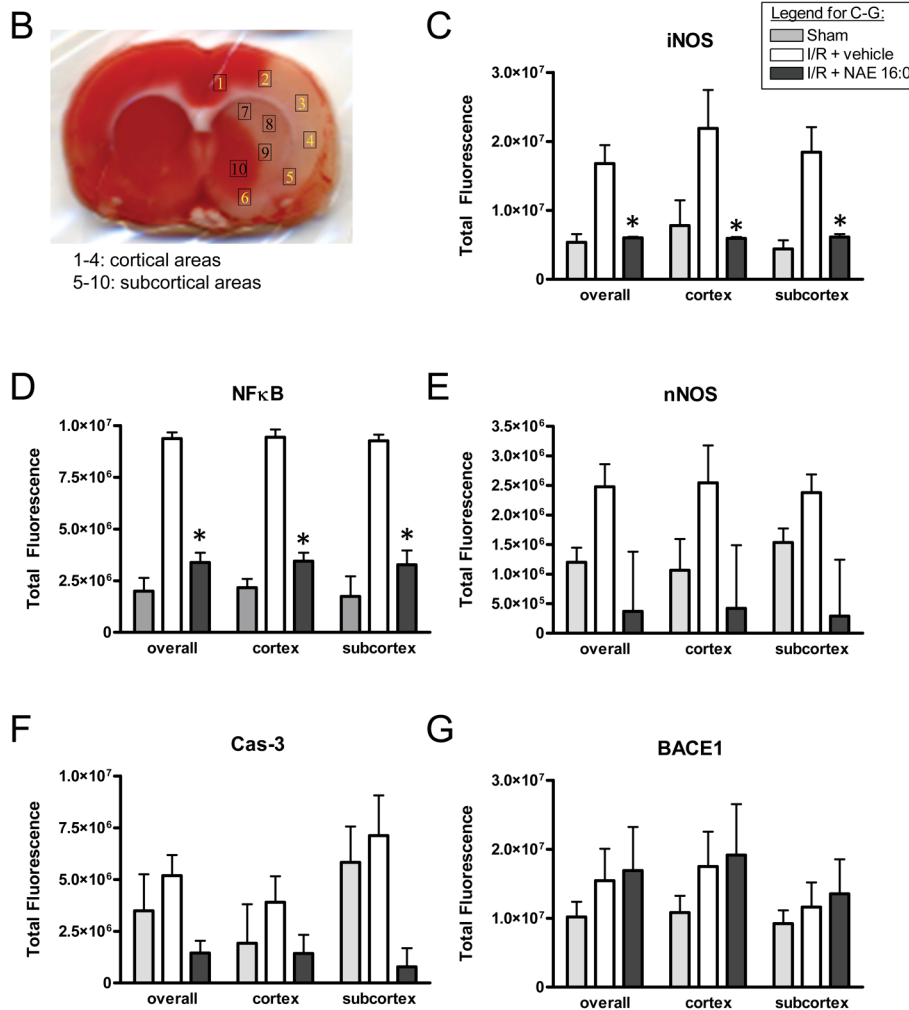 B
1
2
3
4
5
6
7
8
9
10
1-4: cortical areas
5-10: subcortical areas
C
iNOS
Legend for C-G:
Sham
I/R + vehicle
I/R + NAE 16:0
Total Fluorescence
3.0×10⁷
2.0×10⁷
1.0×10⁷
0
*
*
*
overall
cortex
subcortex
D
NFκB
Total Fluorescence
1.0×10⁷
7.5×10⁶
5.0×10⁶
2.5×10⁶
0
*
*
*
overall
cortex
subcortex
E
nNOS
Total Fluorescence
3.5×10⁶
3.0×10⁶
2.5×10⁶
2.0×10⁶
1.5×10⁶
1.0×10⁶
5.0×10⁵
0
overall
cortex
subcortex
F
Cas-3
Total Fluorescence
1.0×10⁷
7.5×10⁶
5.0×10⁶
2.5×10⁶
0
overall
cortex
subcortex
G
BACE1
Total Fluorescence
3.0×10⁷
2.0×10⁷
1.0×10⁷
0
overall
cortex
subcortex